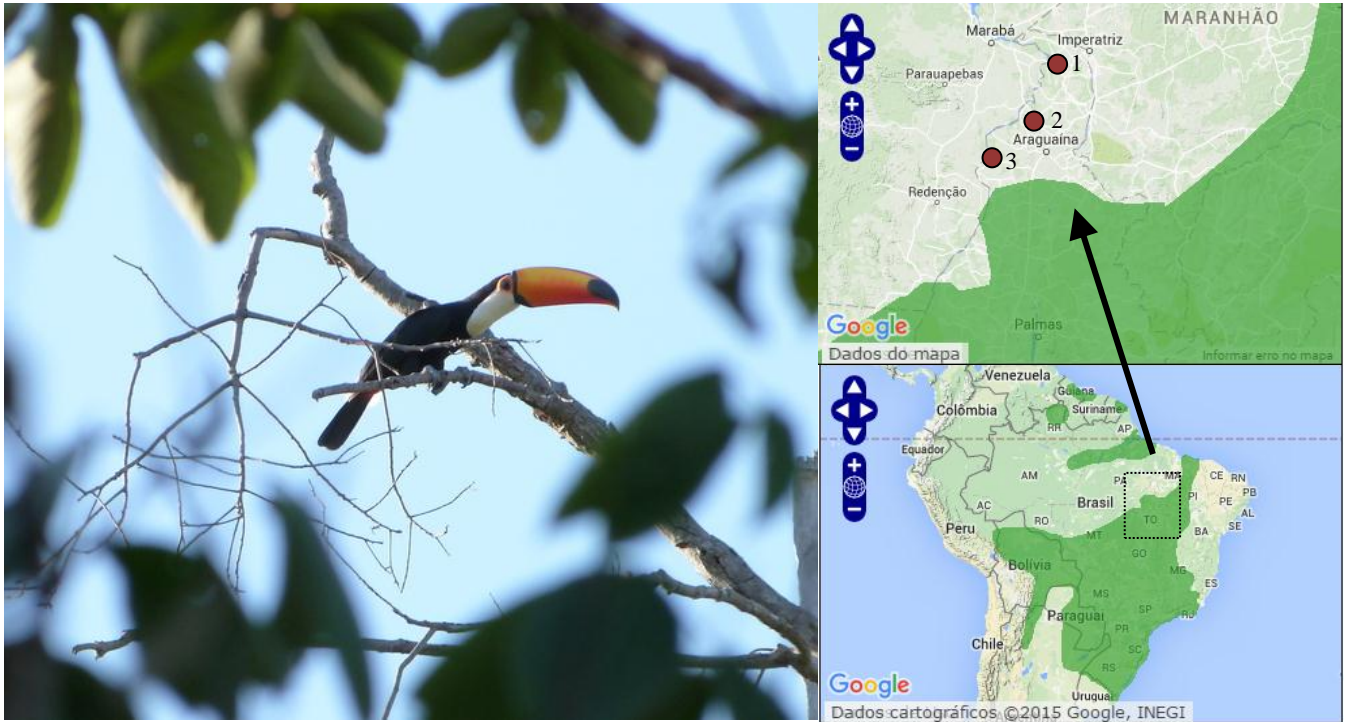 MARANHÃO
Marabá
Imperatriz
1
Parauapebas
2
Araguaína
3
Redenção
Palmas
Google
Dados do mapa
Informar erro no mapa
Venezuela
Guiana
Colômbia
Suriname
RR
AP
Equador
AM
PA
MA
CE
RN
Brasil
PI
PB
AC
PE
RO
TO
AL
SE
Peru
BA
MT
GO
Bolívia
MG
ES
MS
SP
RJ
Paraguai
PR
Chile
SC
RS
Google
Uruguai
Dados cartográficos ©2015 Google, INEGI